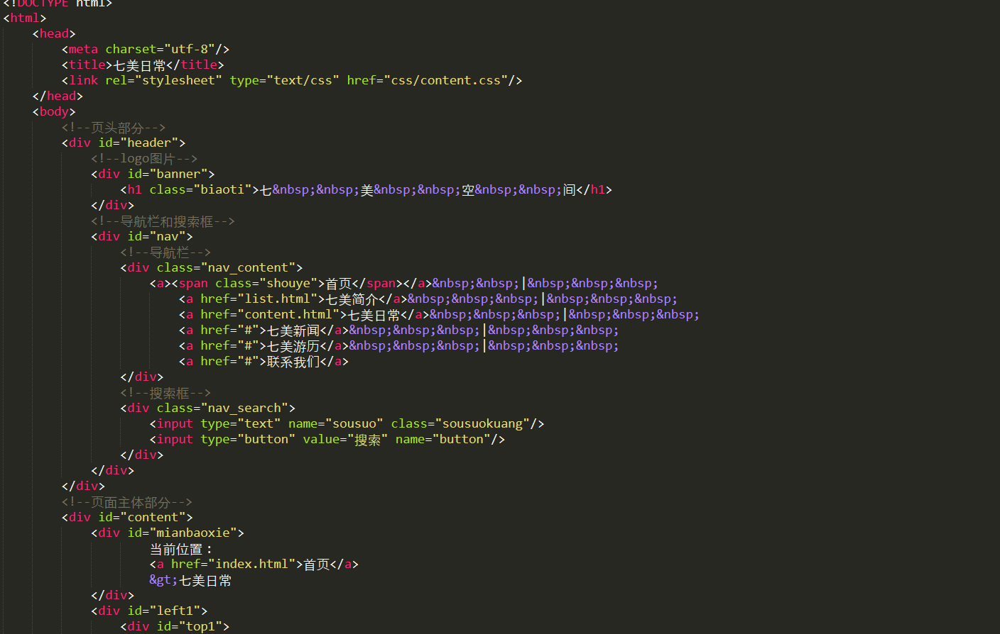 <!DOCTYPE html>
<html>
<head>
<meta charset="utf-8"/>
<title>七美日常</title>
<link rel="stylesheet" type="text/css" href="css/content.css"/>
</head>
<body>
<!--页头部分-->
<div id="header">
<!--logo图片-->
<div id="banner">
<h1 class="biaoti">七&nbsp;&nbsp;美&nbsp;&nbsp;空&nbsp;&nbsp;间</h1>
</div>
<!--导航栏和搜索框-->
<div id="nav">
<!--导航栏-->
<div class="nav_content">
<a><span class="shouye">首页</span></a>&nbsp;&nbsp;|&nbsp;&nbsp;&nbsp;
<a href="list.html">七美简介</a>&nbsp;&nbsp;&nbsp;|&nbsp;&nbsp;&nbsp;
<a href="content.html">七美日常</a>&nbsp;&nbsp;&nbsp;|&nbsp;&nbsp;&nbsp;
<a href="#">七美新闻</a>&nbsp;&nbsp;&nbsp;|&nbsp;&nbsp;&nbsp;
<a href="#">七美游历</a>&nbsp;&nbsp;&nbsp;|&nbsp;&nbsp;&nbsp;
<a href="#">联系我们</a>
</div>
<!--搜索框-->
<div class="nav_search">
<input type="text" name="sousuo" class="sousuokuang"/>
<input type="button" value="搜索" name="button"/>
</div>
</div>
</div>
<!--页面主体部分-->
<div id="content">
<div id="mianbaoxie">
当前位置：
<a href="index.html">首页</a>
&gt;七美日常
</div>
<div id="left1">
<div id="top1">